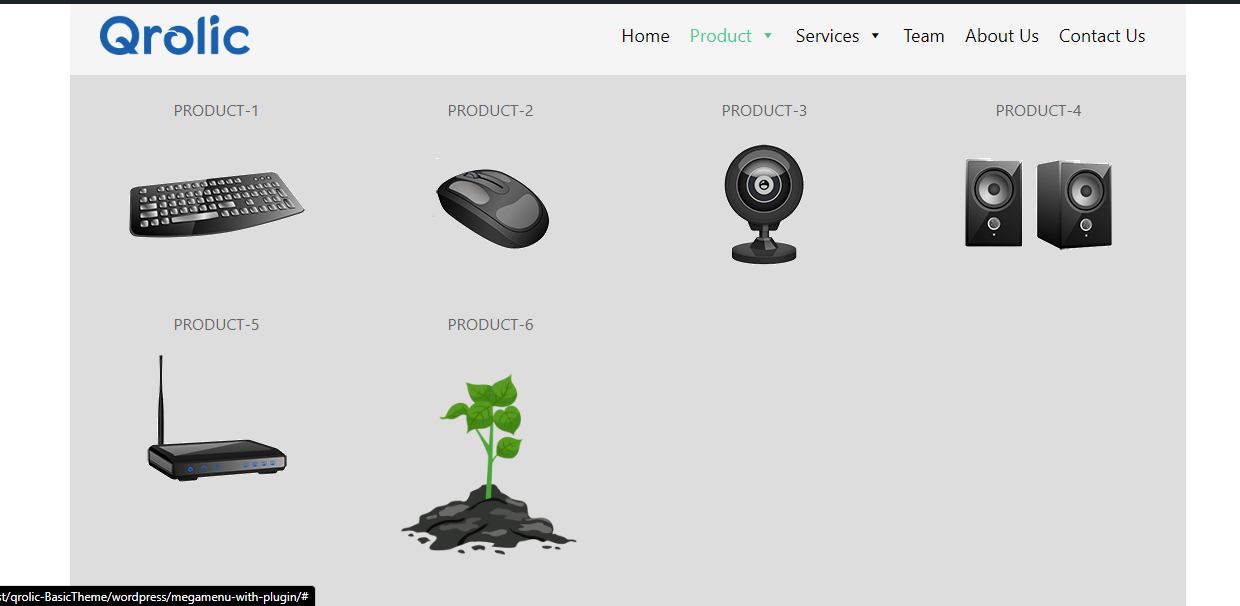 Qrolic
Home Product Services Team About Us Contact Us
PRODUCT-1 PRODUCT-2 PRODUCT-3 PRODUCT-4
PRODUCT-5 PRODUCT-6
st/qrolic-BasicTheme/wordpress/megamenu-with-plugin/#